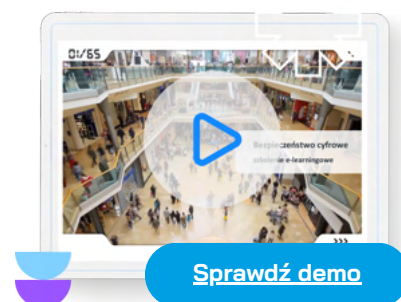 01/65
Bezpieczeństwo cyfrowe
szkolenie e-learningowe
Sprawdź demo